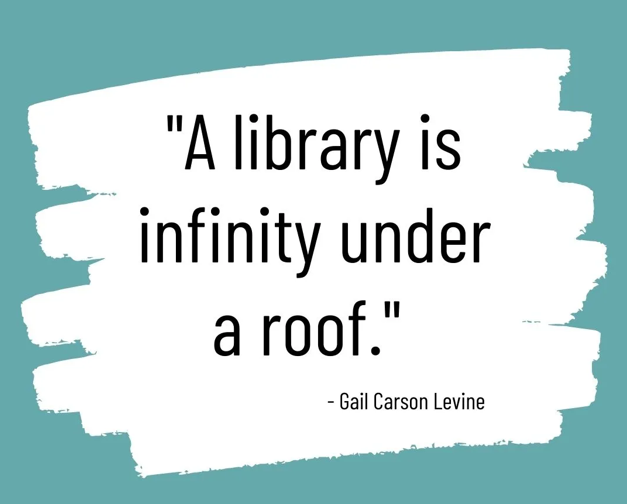 "A library is
infinity under
a roof."
- Gail Carson Levine